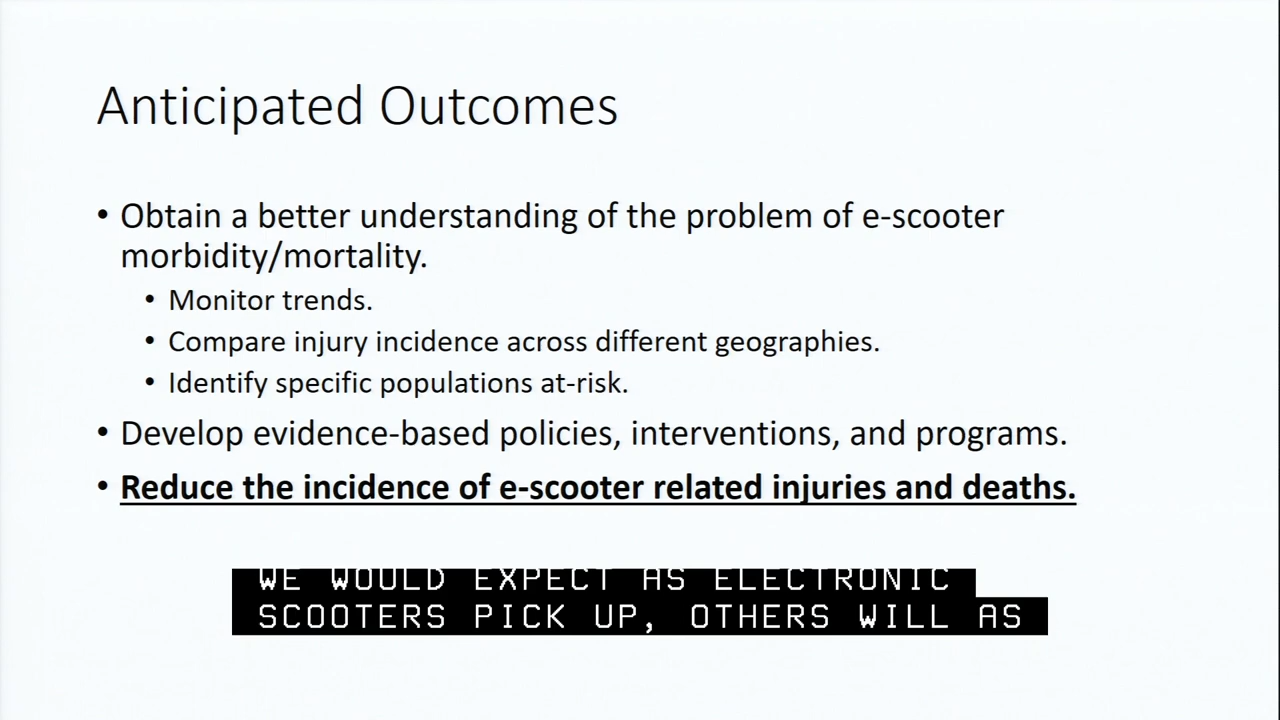 Anticipated Outcomes
• Obtain a better understanding of the problem of e-scooter
morbidity/mortality.
• Monitor trends.
• Compare injury incidence across different geographies.
• Identify specific populations at-risk.
• Develop evidence-based policies, interventions, and programs.
• Reduce the incidence of e-scooter related injuries and deaths.
WE WOULD EXPECT AS ELECTRONIC
SCOOTERS PICK UP, OTHERS WILL AS